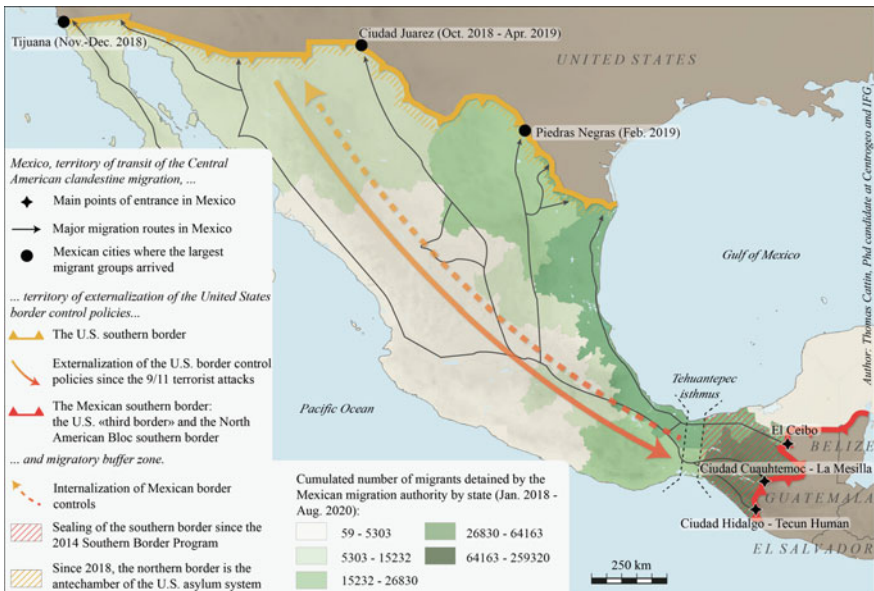 Ciudad Juarez (Oct. 2018 - Apr. 2019)
Tijuana (Nov.-Dec. 2018)
UNITED STATES
Piedras Negras (Feb. 2019)
Mexico, territory of transit of the Central
American clandestine migration, ...
Main points of entrance in Mexico
Major migration routes in Mexico
Mexican cities where the largest
migrant groups arrived
... territory of externalization of the United States
border control policies...
The U.S. southern border
Externalization of the U.S. border control
policies since the 9/11 terrorist attacks
The Mexican southern border:
the U.S. «third border» and the North
American Bloc southern border
... and migratory buffer zone.
Internalization of Mexican border
controls
Sealing of the southern border since the
2014 Southern Border Program
Since 2018, the northern border is the
antechamber of the U.S. asylum system
Gulf of Mexico
Pacific Ocean
Tehuantepec
isthmus
El Ceibo
BELIZE
Ciudad Cuauhtemoc - La Mesilla
GUATEMALA
Ciudad Hidalgo - Tecun Human
EL SALVADOR
Cumulated number of migrants detained by the
Mexican migration authority by state (Jan. 2018 -
Aug. 2020):
59 - 5303
5303 - 15232
15232 - 26830
26830 - 64163
64163 - 259320
250 km
Author: Thomas Cattin, Phd candidate at Centrogeo and IFG